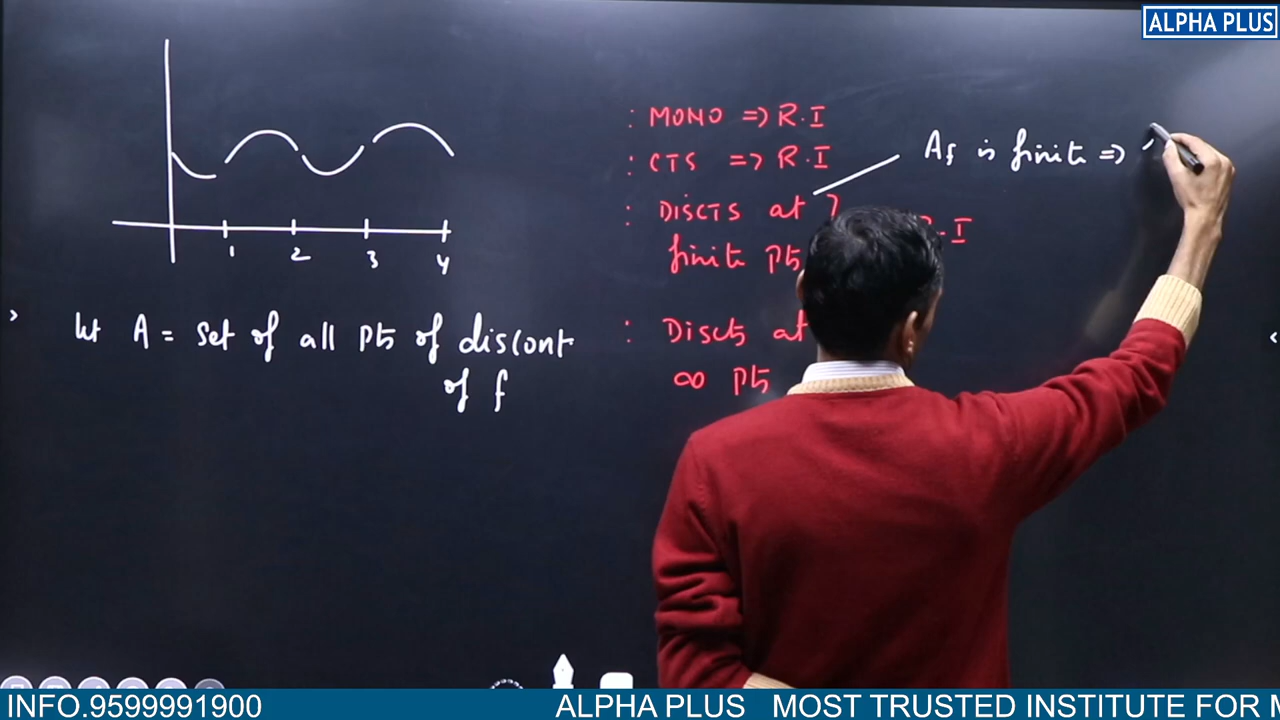 ALPHA PLUS
: MONO => R.I
: CTS => R.I
Af is finite =>
: DISCTS at
finite Pts
R.I
1 2 3 4
let A = set of all Pts of discont
of f
: Discts at
∞ Pts
INFO.9599991900 ALPHA PLUS MOST TRUSTED INSTITUTE FOR